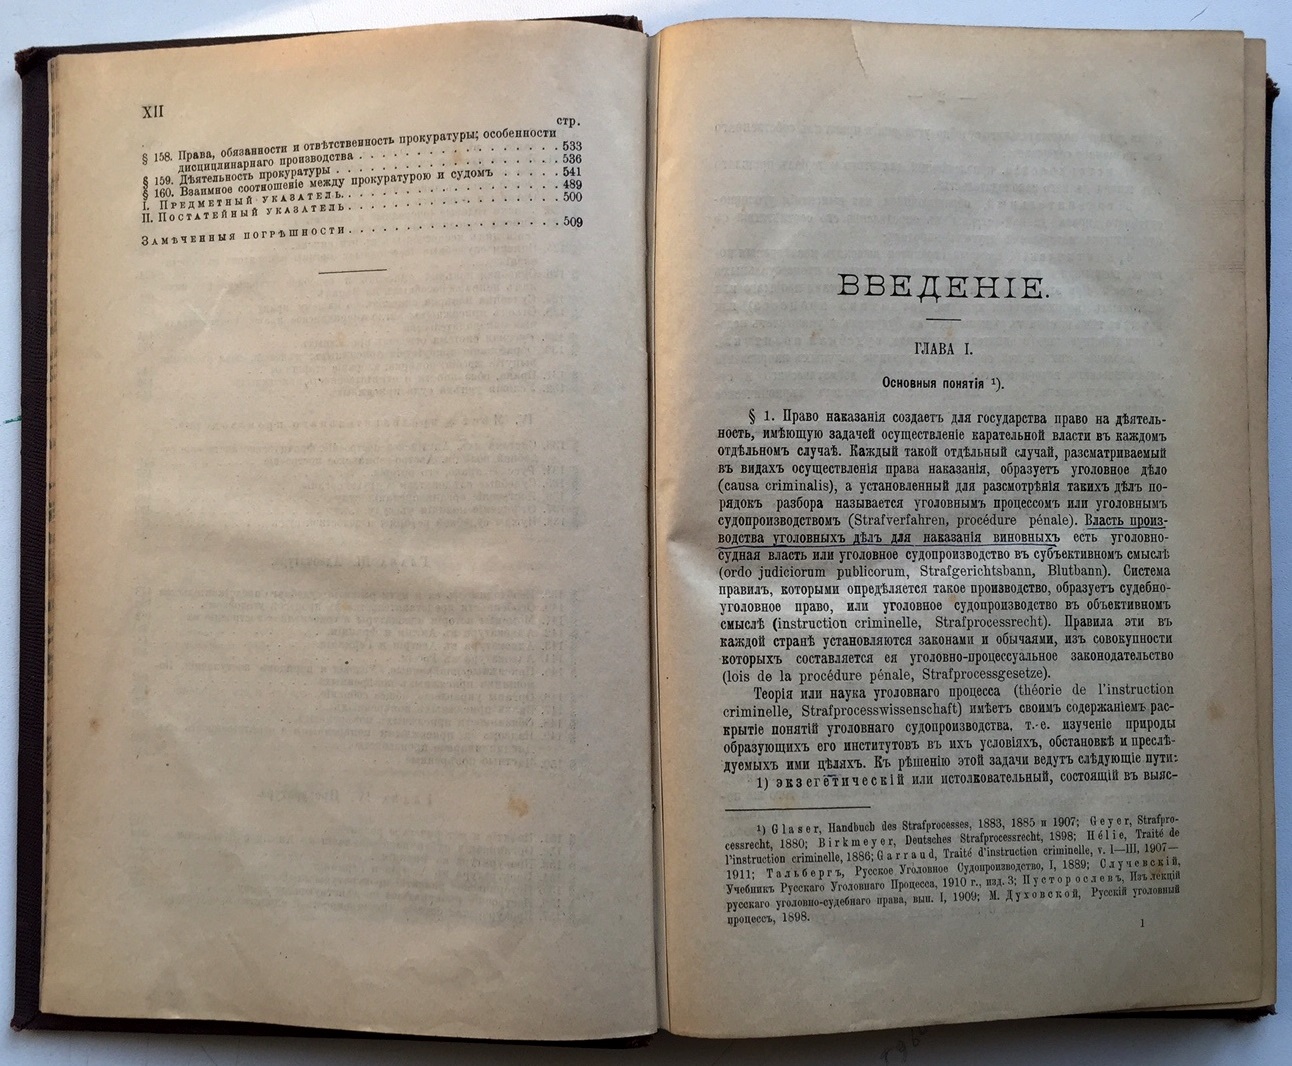 XII
стр.
§ 158. Права, обязанности и отвѣтственность прокуратуры; особенности
дисциплинарнаго производства . . . . . . . . . . . . . . . . . 533
§ 159. Дѣятельность прокуратуры . . . . . . . . . . . . . . . . . . . 536
§ 160. Взаимное соотношеніе между прокуратурою и судомъ . . . . . 541
I. Предметный указатель. . . . . . . . . . . . . . . . . . . . 489
II. Постатейный указатель . . . . . . . . . . . . . . . . . . . 500
Замѣченныя погрѣшности. . . . . . . . . . . . . . . . . . . . 509
ВВЕДЕНІЕ.
ГЛАВА I.
Основныя понятія ¹).
§ 1. Право наказанія создаетъ для государства право на дѣятель-
ность, имѣющую задачей осуществленіе карательной власти въ каждомъ
отдѣльномъ случаѣ. Каждый такой отдѣльный случай, разсматриваемый
въ видахъ осуществленія права наказанія, образуетъ уголовное дѣло
(causa criminalis), а установленный для разсмотрѣнія такихъ дѣлъ по-
рядокъ разбора называется уголовнымъ процессомъ или уголовнымъ
судопроизводствомъ (Strafverfahren, procédure pénale). Власть произ-
водства уголовныхъ дѣлъ для наказанія виновныхъ есть уголовно-
судная власть или уголовное судопроизводство въ субъективномъ смыслѣ
(ordo judiciorum publicorum, Strafgerichtsbann, Blutbann). Система
правилъ, которыми опредѣляется такое производство, образуетъ судебно-
уголовное право, или уголовное судопроизводство въ объективномъ
смыслѣ (instruction criminelle, Strafprocessrecht). Правила эти въ
каждой странѣ установляются законами и обычаями, изъ совокупности
которыхъ составляется ея уголовно-процессуальное законодательство
(lois de la procédure pénale, Strafprocessgesetze).
Теорія или наука уголовнаго процесса (théorie de l'instruction
criminelle, Strafprocesswissenschaft) имѣетъ своимъ содержаніемъ рас-
крытіе понятій уголовнаго судопроизводства, т.-е. изученіе природы
образующихъ его институтовъ въ ихъ условіяхъ, обстановкѣ и преслѣ-
дуемыхъ ими цѣляхъ. Къ рѣшенію этой задачи ведутъ слѣдующіе пути:
1) экзегетическій или истолковательный, состоящій въ выяс-
¹) Glaser, Handbuch des Strafprocesses, 1883, 1885 и 1907; Geyer, Strafpro-
cessrecht, 1880; Birkmeyer, Deutsches Strafprocessrecht, 1898; Hélie, Traité de
l'instruction criminelle, 1886; Garraud, Traité d'instruction criminelle, v. I—III, 1907—
1911; Тальбергъ, Русское Уголовное Судопроизводство, I, 1889; Случевскій,
Учебникъ Русскаго Уголовнаго Процесса, 1910 г., изд. 3; Пусторослевъ, Изъ лекцій
русскаго уголовно-судебнаго права, вып. I, 1909; М. Духовской, Русскій уголовный
процессъ, 1898.
1